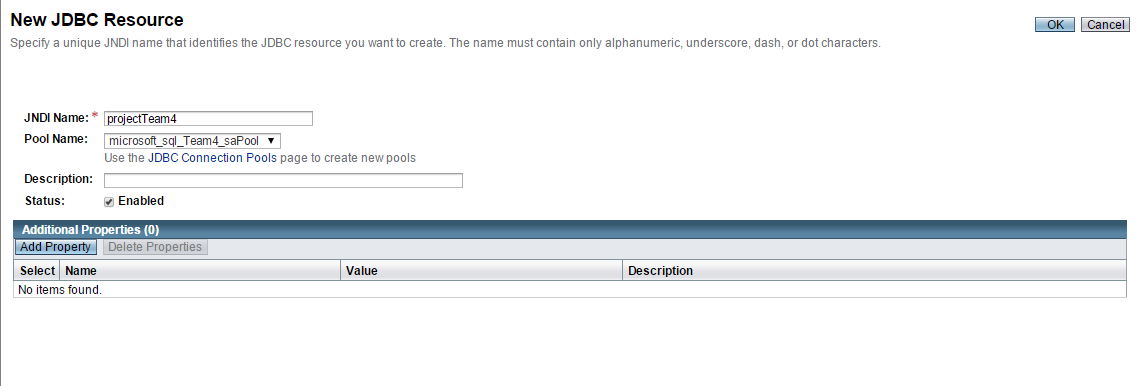 New JDBC Resource
OK Cancel
Specify a unique JNDI name that identifies the JDBC resource you want to create. The name must contain only alphanumeric, underscore, dash, or dot characters.
JNDI Name: * projectTeam4
Pool Name: microsoft_sql_Team4_saPool
Use the JDBC Connection Pools page to create new pools
Description:
Status: Enabled
Additional Properties (0)
Add Property Delete Properties
Select Name Value Description
No items found.